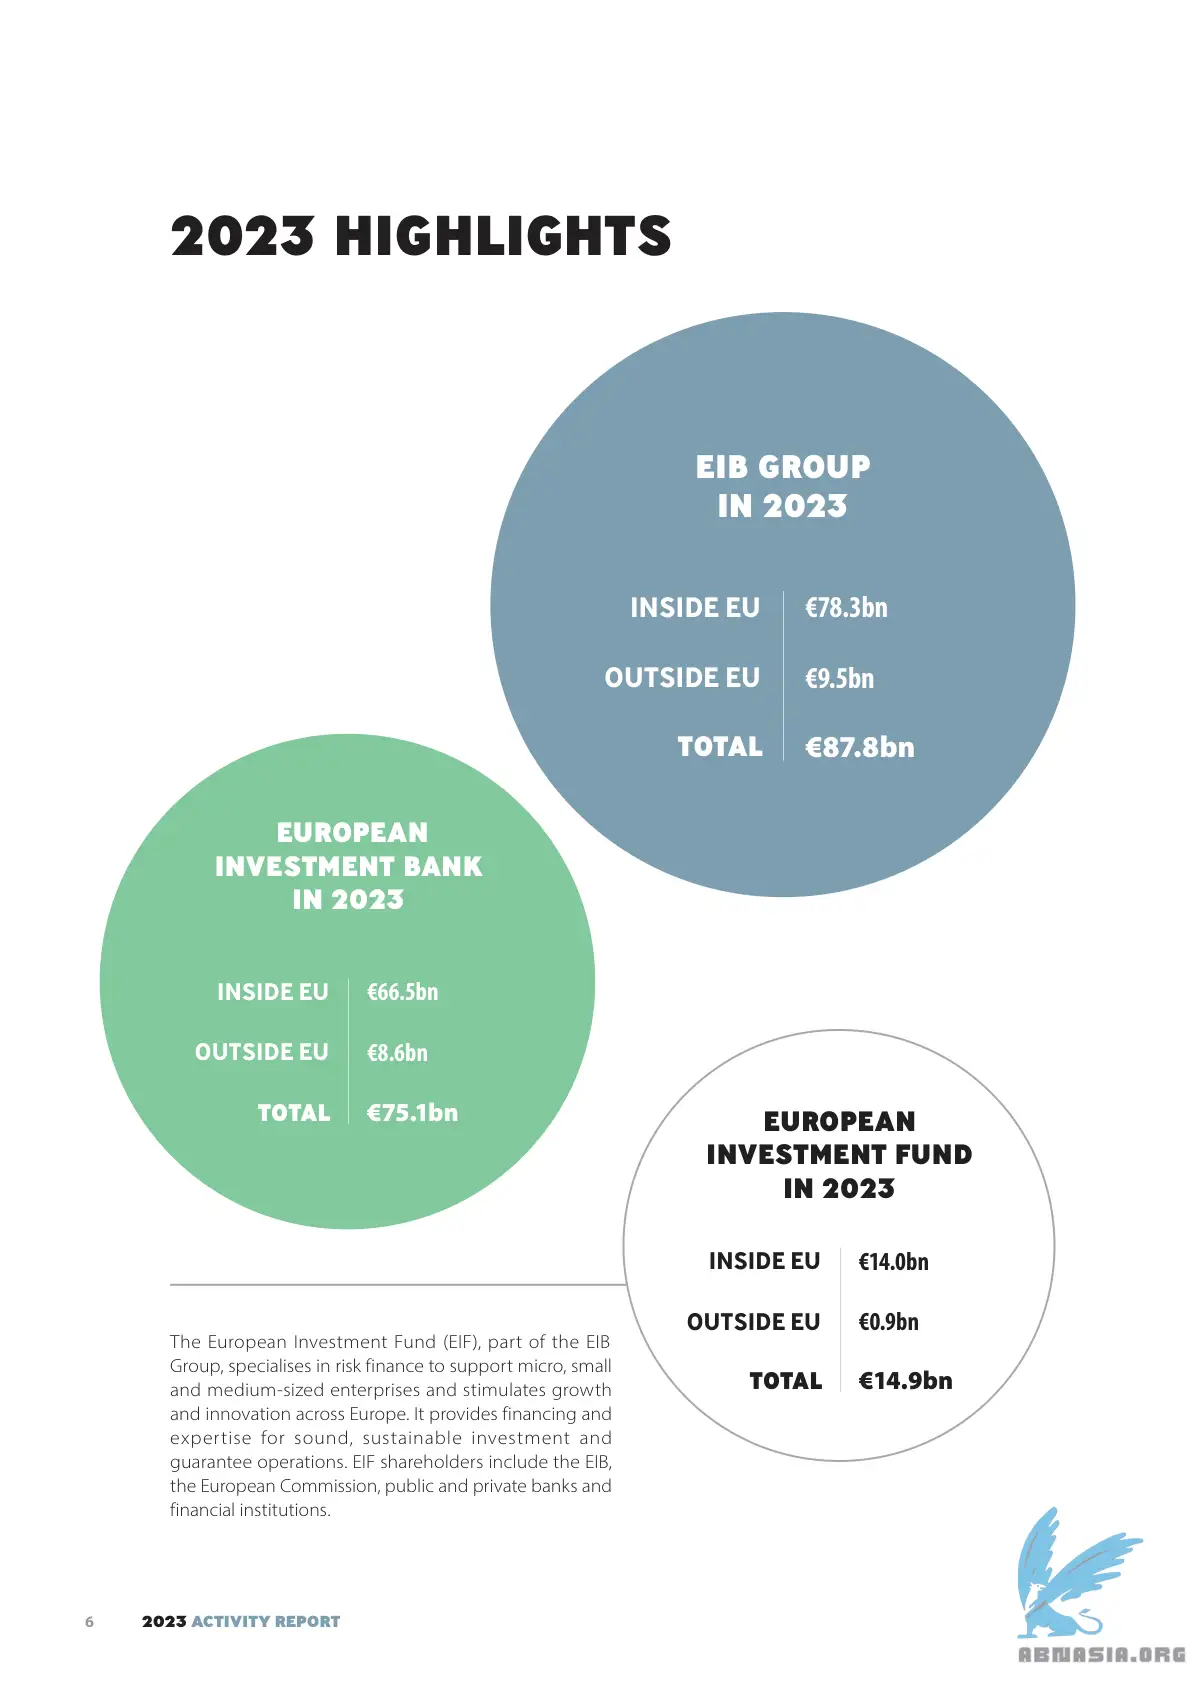 2023 HIGHLIGHTS
EIB GROUP
IN 2023
INSIDE EU €78.3bn
OUTSIDE EU €9.5bn
TOTAL €87.8bn
EUROPEAN
INVESTMENT BANK
IN 2023
INSIDE EU €66.5bn
OUTSIDE EU €8.6bn
TOTAL €75.1bn
EUROPEAN
INVESTMENT FUND
IN 2023
INSIDE EU €14.0bn
OUTSIDE EU €0.9bn
TOTAL €14.9bn
The European Investment Fund (EIF), part of the EIB
Group, specialises in risk finance to support micro, small
and medium-sized enterprises and stimulates growth
and innovation across Europe. It provides financing and
expertise for sound, sustainable investment and
guarantee operations. EIF shareholders include the EIB,
the European Commission, public and private banks and
financial institutions.
6 2023 ACTIVITY REPORT
ABNASIA.ORG